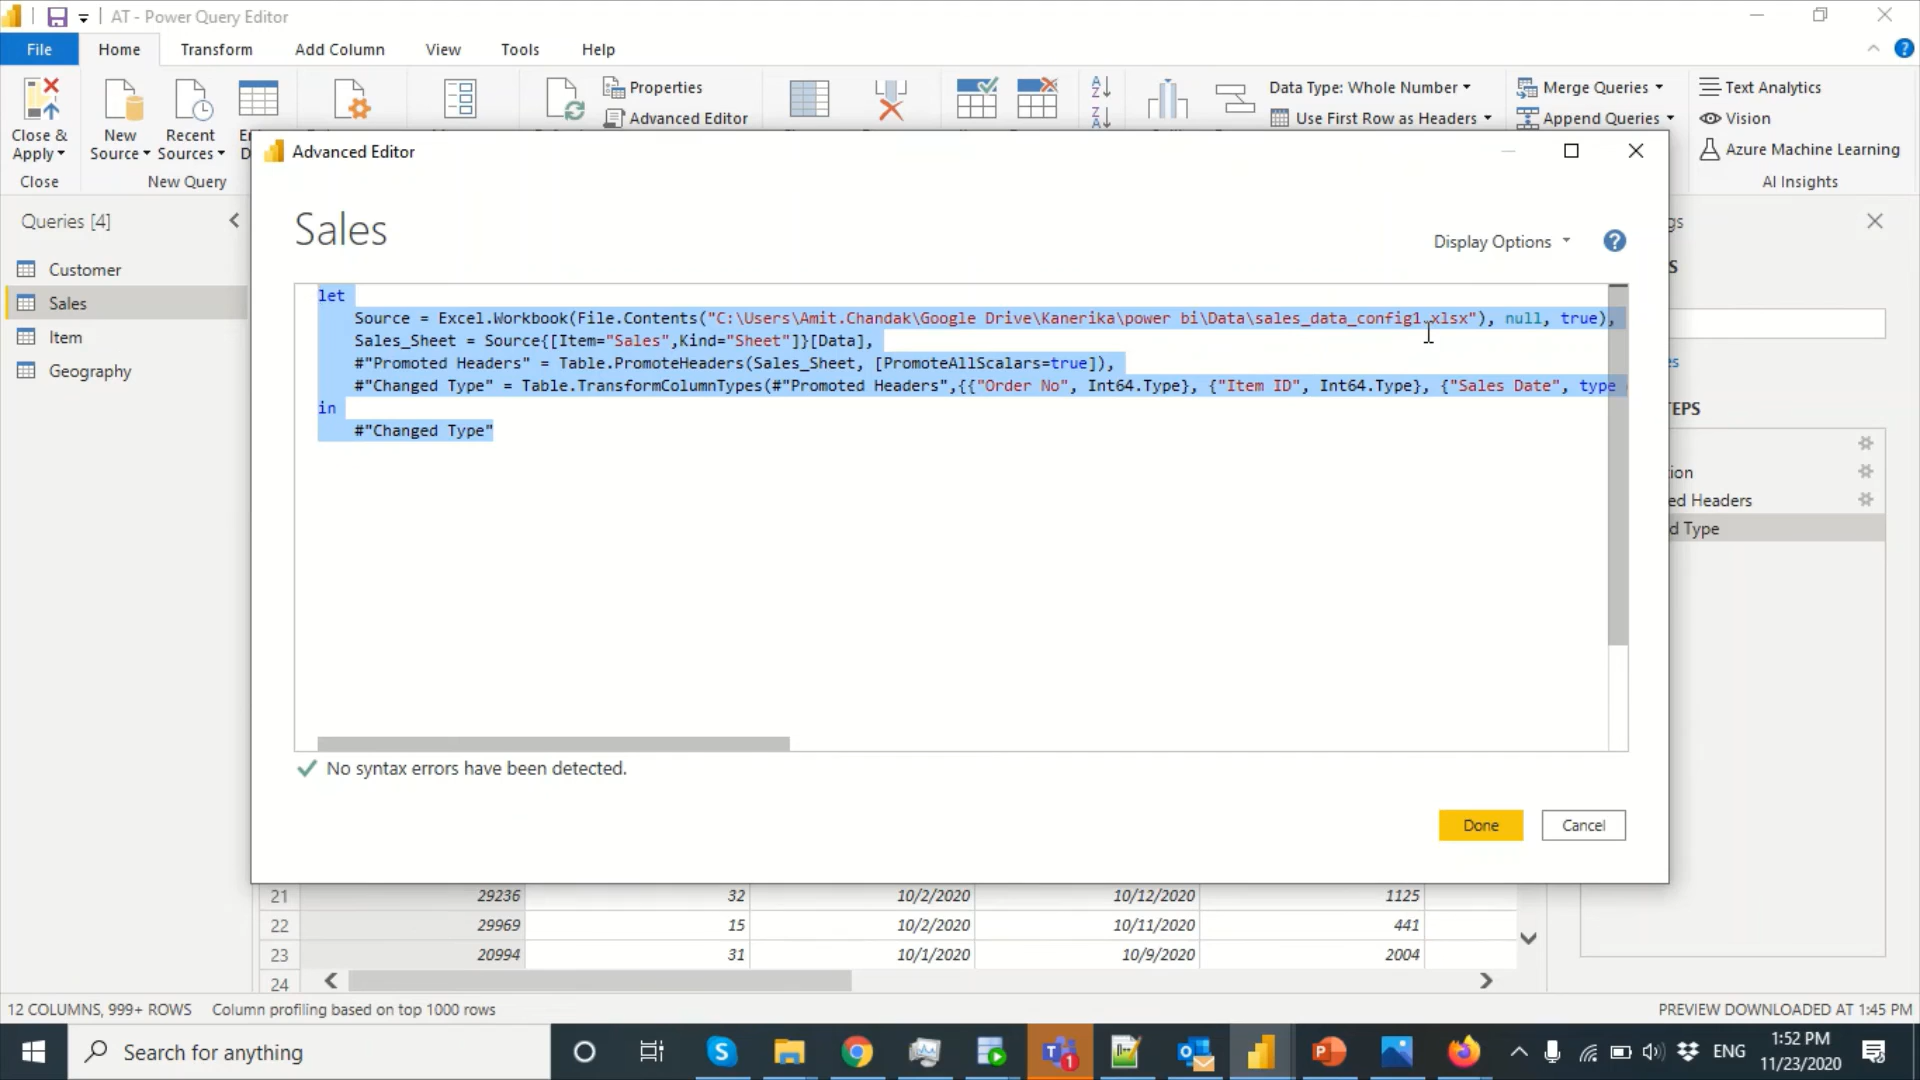 AT - Power Query Editor
File
Home
Transform
Add Column
View
Tools
Help
Close &
Apply
Close
New
Source
Recent
Sources
New Query
Properties
Advanced Editor
Data Type: Whole Number
Use First Row as Headers
Merge Queries
Append Queries
Text Analytics
Vision
Azure Machine Learning
AI Insights
Queries [4]
Customer
Sales
Item
Geography
Advanced Editor
Sales
Display Options
let
Source = Excel.Workbook(File.Contents("C:\Users\Amit.Chandak\Google Drive\Kanerika\power bi\Data\sales_data_config1.xlsx"), null, true),
Sales_Sheet = Source{[Item="Sales",Kind="Sheet"]}[Data],
#"Promoted Headers" = Table.PromoteHeaders(Sales_Sheet, [PromoteAllScalars=true]),
#"Changed Type" = Table.TransformColumnTypes(#"Promoted Headers",{{"Order No", Int64.Type}, {"Item ID", Int64.Type}, {"Sales Date", type
in
#"Changed Type"
No syntax errors have been detected.
Done
Cancel
gs
S
es
EPS
ion
ed Headers
d Type
21 29236 32 10/2/2020 10/12/2020 1125
22 29969 15 10/2/2020 10/11/2020 441
23 20994 31 10/1/2020 10/9/2020 2004
24
12 COLUMNS, 999+ ROWS
Column profiling based on top 1000 rows
PREVIEW DOWNLOADED AT 1:45 PM
Search for anything
1
ENG
1:52 PM
11/23/2020